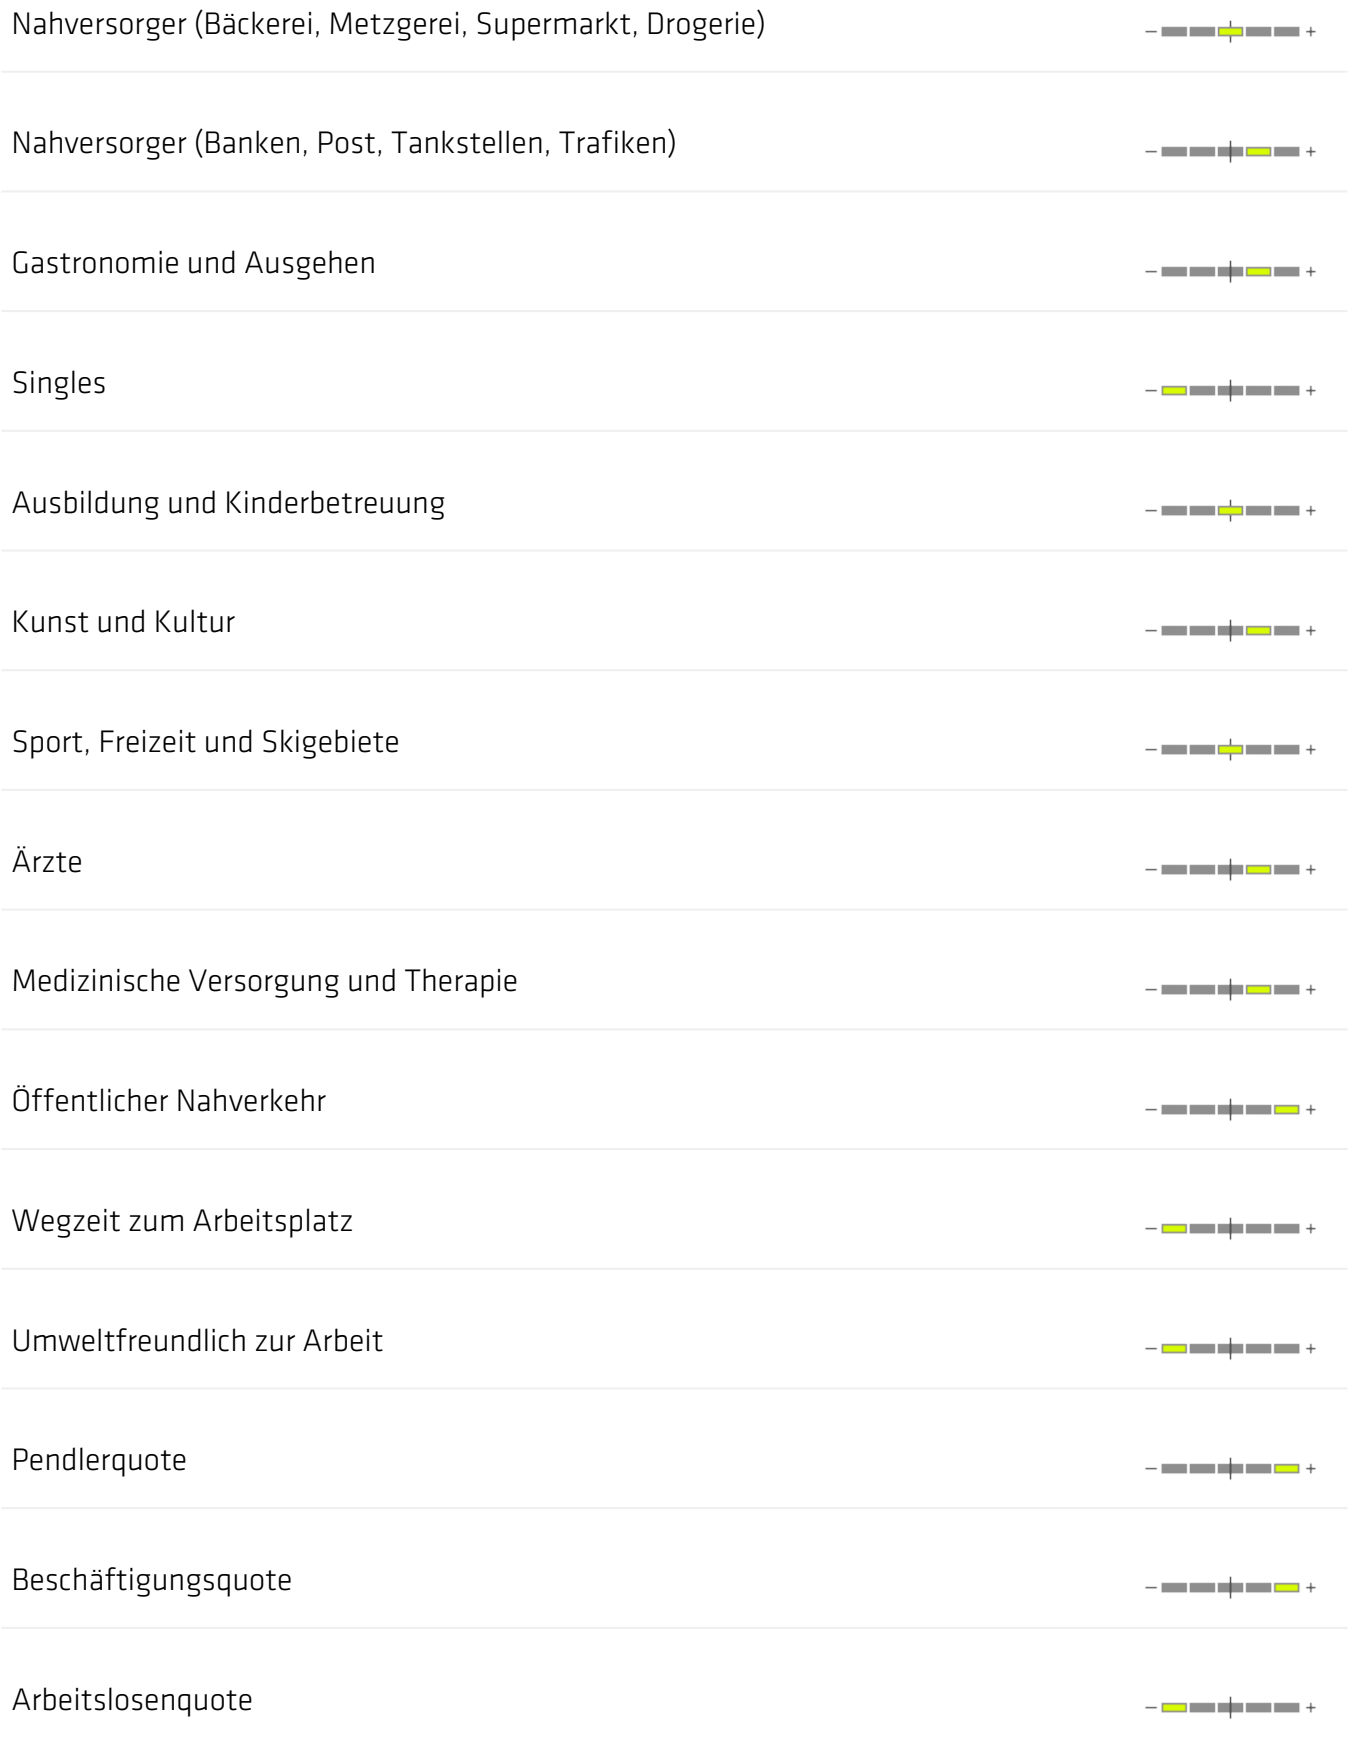 Nahversorger (Bäckerei, Metzgerei, Supermarkt, Drogerie) – +
Nahversorger (Banken, Post, Tankstellen, Trafiken) – +
Gastronomie und Ausgehen – +
Singles – +
Ausbildung und Kinderbetreuung – +
Kunst und Kultur – +
Sport, Freizeit und Skigebiete – +
Ärzte – +
Medizinische Versorgung und Therapie – +
Öffentlicher Nahverkehr – +
Wegzeit zum Arbeitsplatz – +
Umweltfreundlich zur Arbeit – +
Pendlerquote – +
Beschäftigungsquote – +
Arbeitslosenquote – +